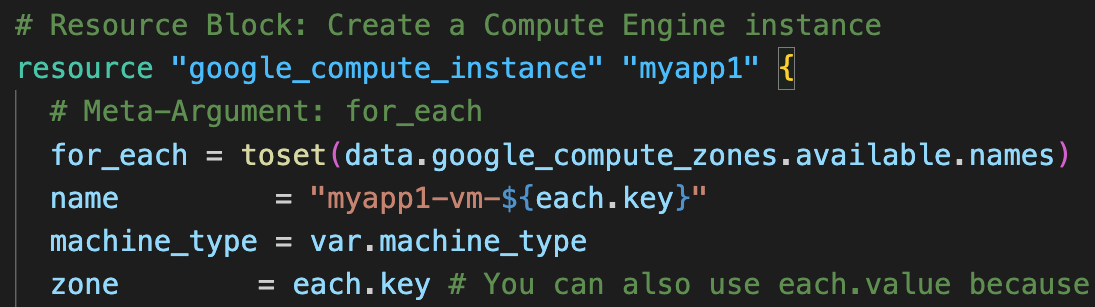 # Resource Block: Create a Compute Engine instance
resource "google_compute_instance" "myapp1" {
# Meta-Argument: for_each
for_each = toset(data.google_compute_zones.available.names)
name         = "myapp1-vm-${each.key}"
machine_type = var.machine_type
zone        = each.key # You can also use each.value because